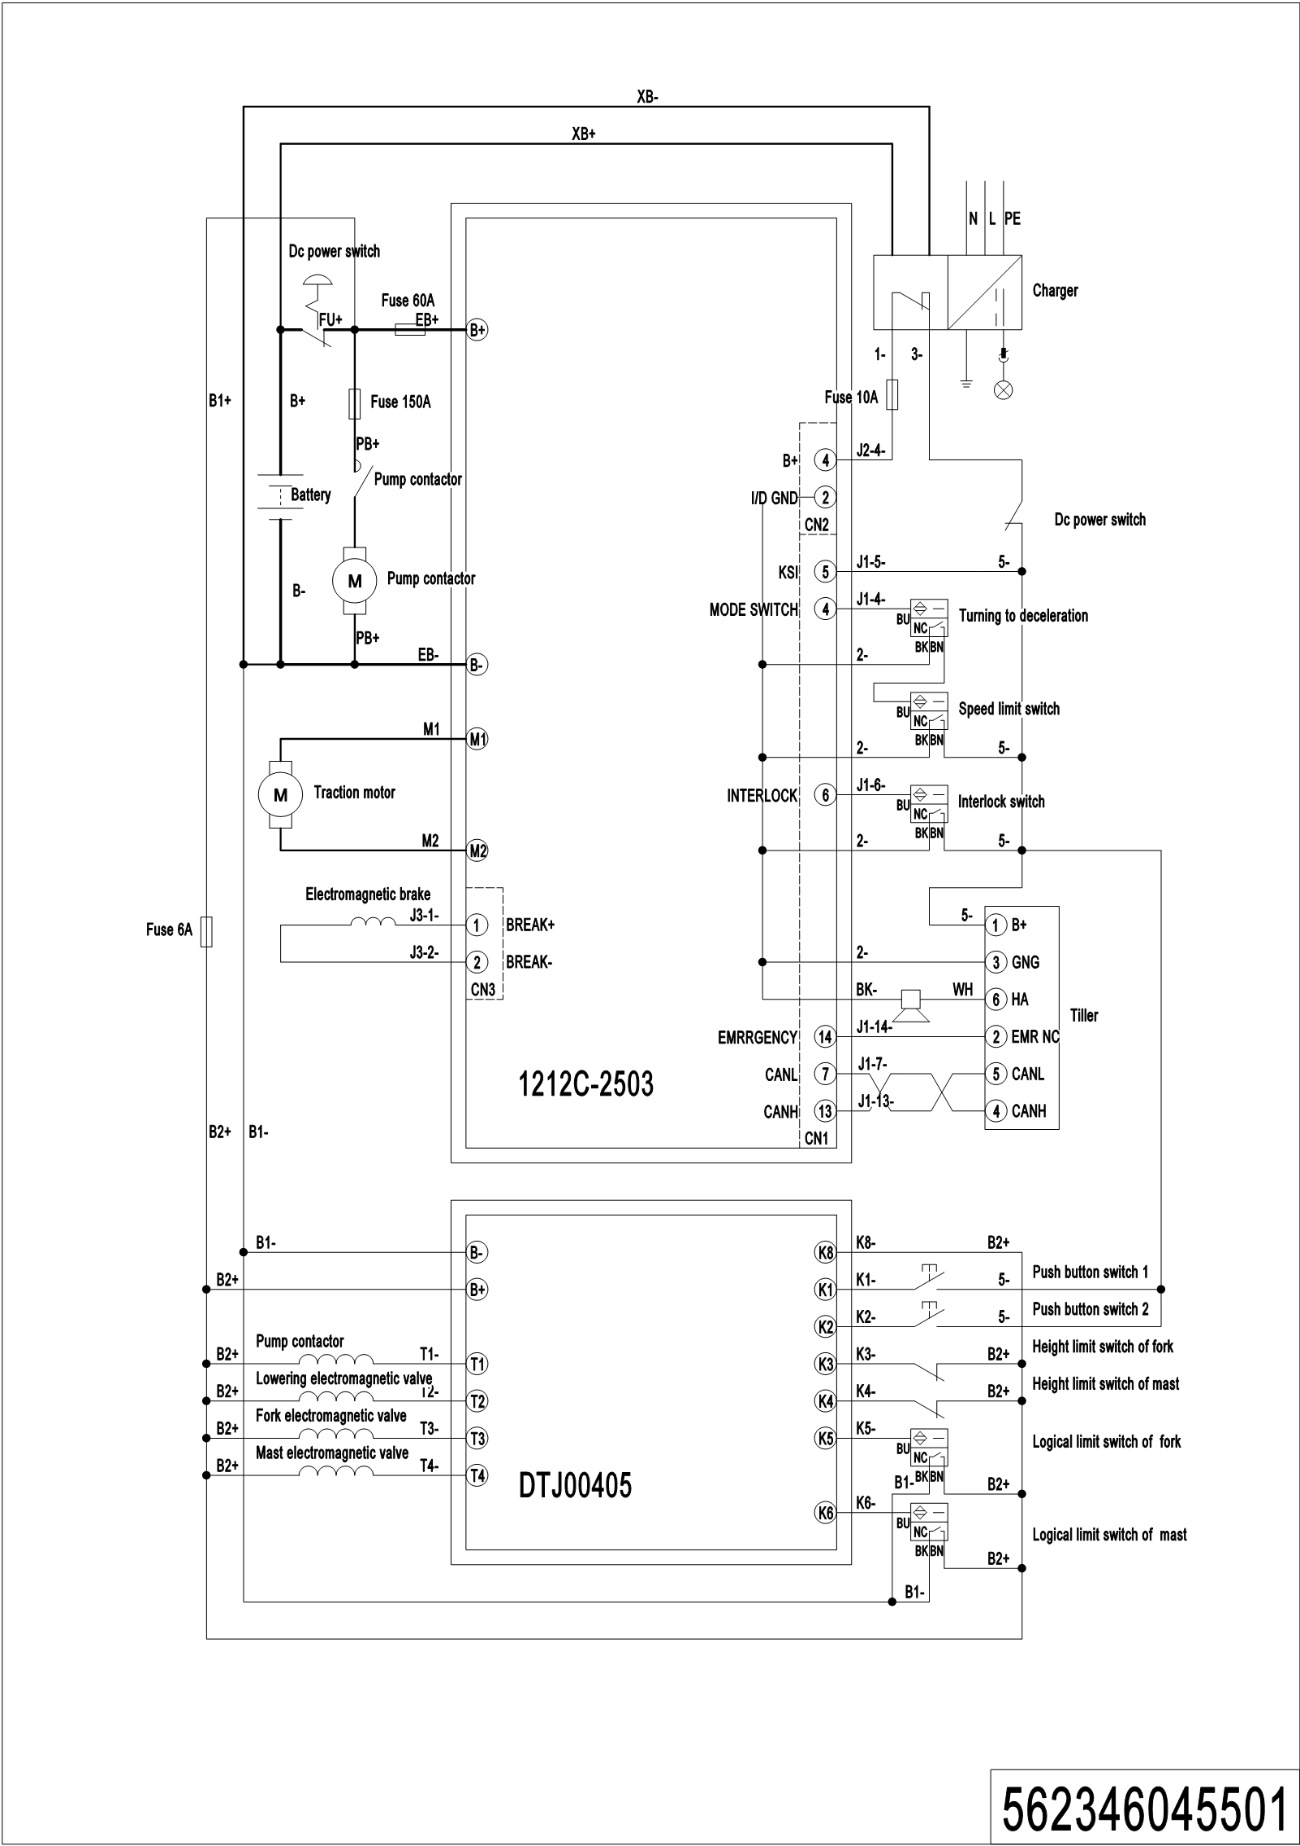 XB-
XB+
N L PE
Dc power switch
Charger
Fuse 60A
FU+ EB+ B+
1- 3-
B1+ B+ Fuse 150A
Fuse 10A
PB+
B+ 4 J2-4-
Pump contactor
Battery
I/D GND 2
CN2
Dc power switch
KSI 5 J1-5- 5-
M Pump contactor
B-
MODE SWITCH 4 J1-4-
BU NC Turning to deceleration
BK BN
PB+
EB- B- 2-
BU NC Speed limit switch
M1 M1
BK BN
2- 5-
M Traction motor
INTERLOCK 6 J1-6-
BU NC Interlock switch
BK BN
M2 M2 2- 5-
Electromagnetic brake
J3-1- 1 BREAK+
5- 1 B+
Fuse 6A
J3-2- 2 BREAK-
2- 3 GNG
CN3
BK- WH 6 HA
Tiller
EMRRGENCY 14 J1-14- 2 EMR NC
1212C-2503
CANL 7 J1-7- 5 CANL
CANH 13 J1-13- 4 CANH
B2+ B1-
CN1
B1- B- K8 K8- B2+
B2+ B+ K1 K1- 5- Push button switch 1
K2 K2- 5- Push button switch 2
Pump contactor
B2+ T1- T1 K3 K3- B2+ Height limit switch of fork
Lowering electromagnetic valve
B2+ T2- T2 K4 K4- B2+ Height limit switch of mast
Fork electromagnetic valve
B2+ T3- T3 K5 K5-
BU NC Logical limit switch of fork
Mast electromagnetic valve
B2+ T4- T4
B1- BK BN B2+
DTJ00405
K6 K6-
BU NC Logical limit switch of mast
BK BN
B2+
B1-
562346045501